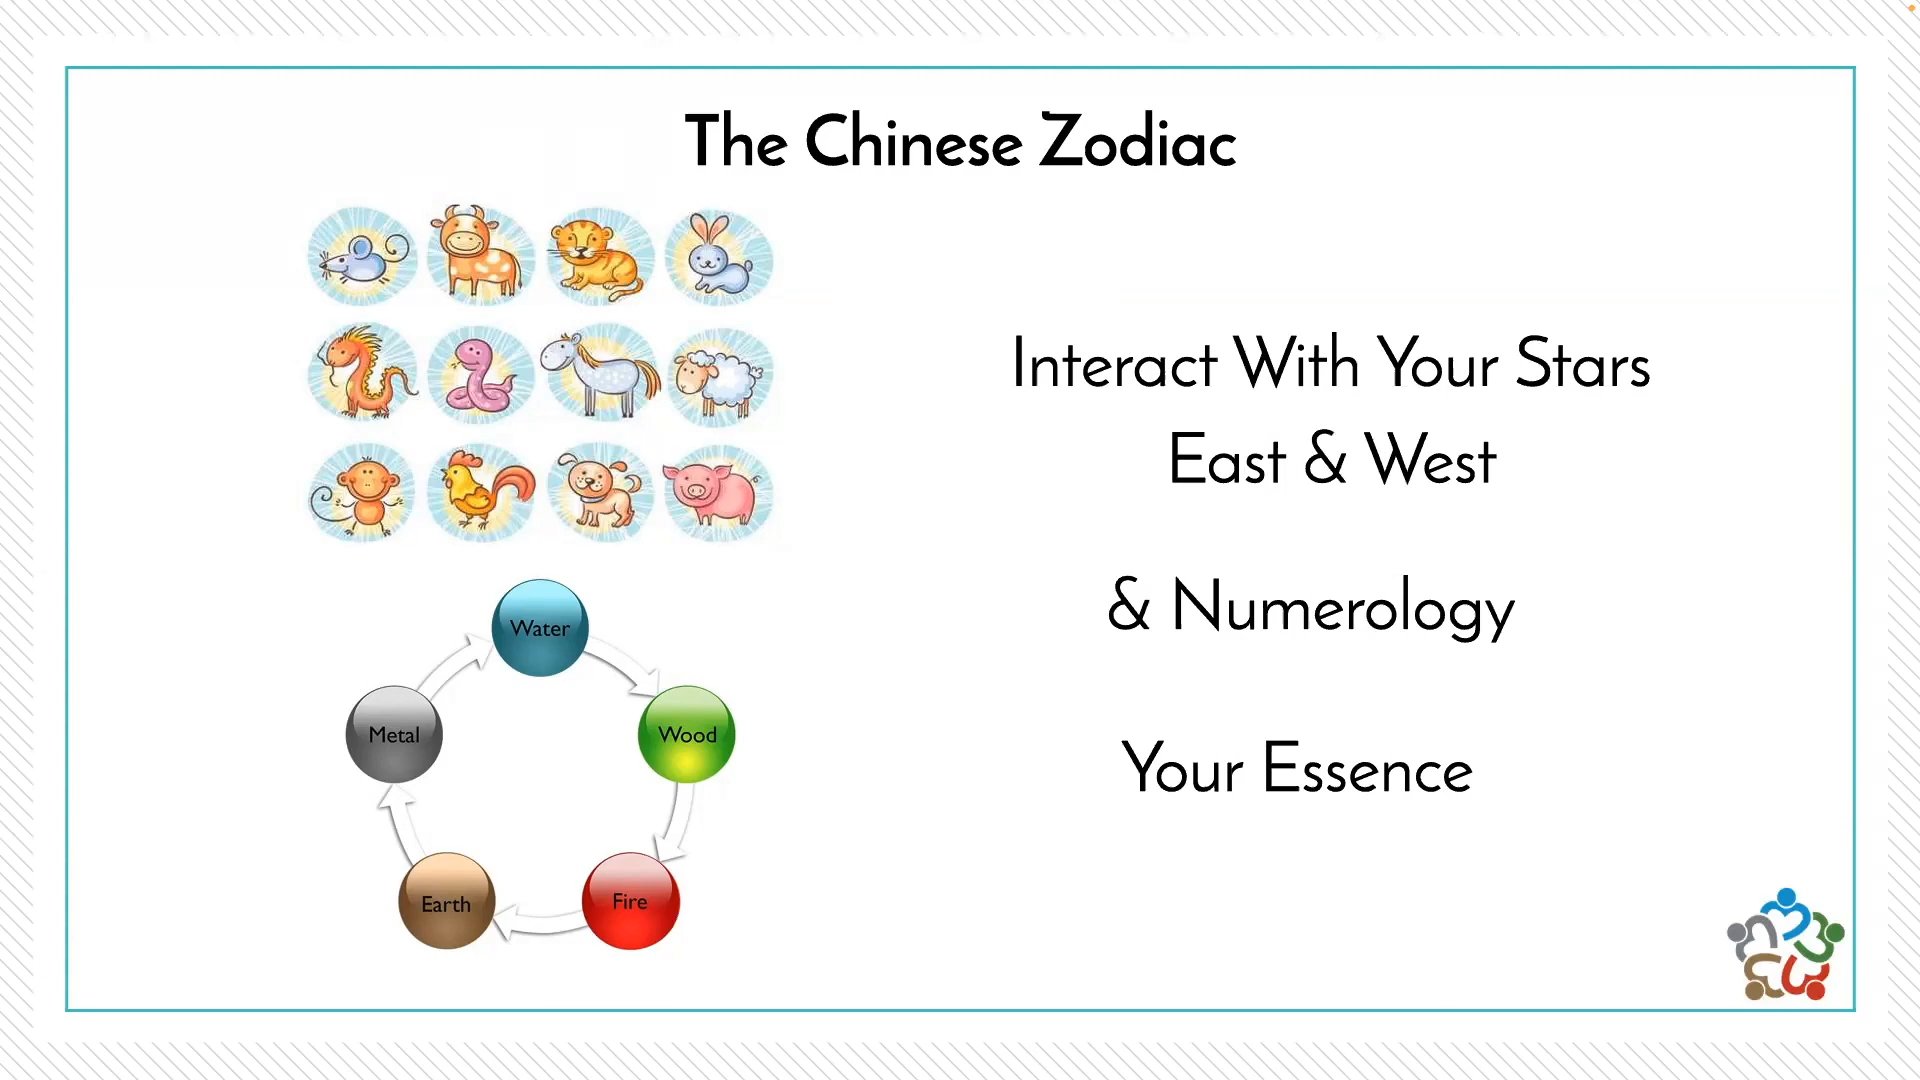 The Chinese Zodiac
Interact With Your Stars
East & West
& Numerology
Your Essence
Water
Metal
Wood
Earth
Fire